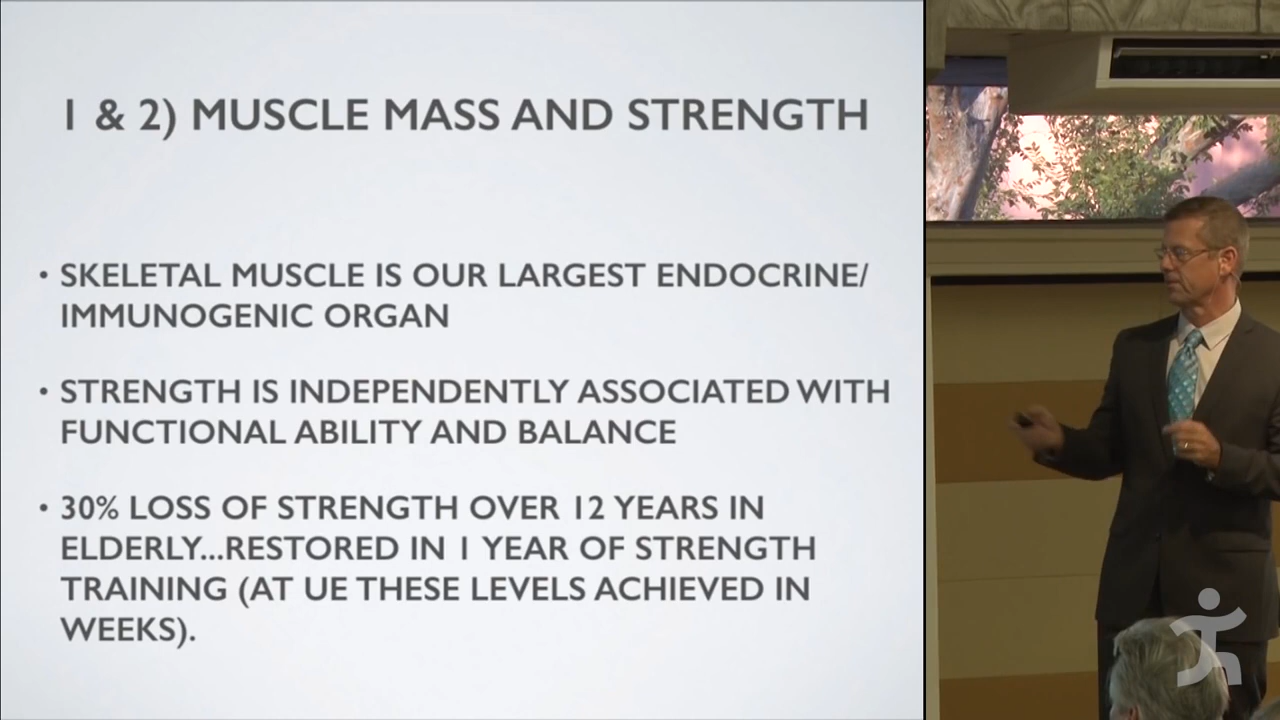 1 & 2) MUSCLE MASS AND STRENGTH
• SKELETAL MUSCLE IS OUR LARGEST ENDOCRINE/
IMMUNOGENIC ORGAN
• STRENGTH IS INDEPENDENTLY ASSOCIATED WITH
FUNCTIONAL ABILITY AND BALANCE
• 30% LOSS OF STRENGTH OVER 12 YEARS IN
ELDERLY...RESTORED IN 1 YEAR OF STRENGTH
TRAINING (AT UE THESE LEVELS ACHIEVED IN
WEEKS).